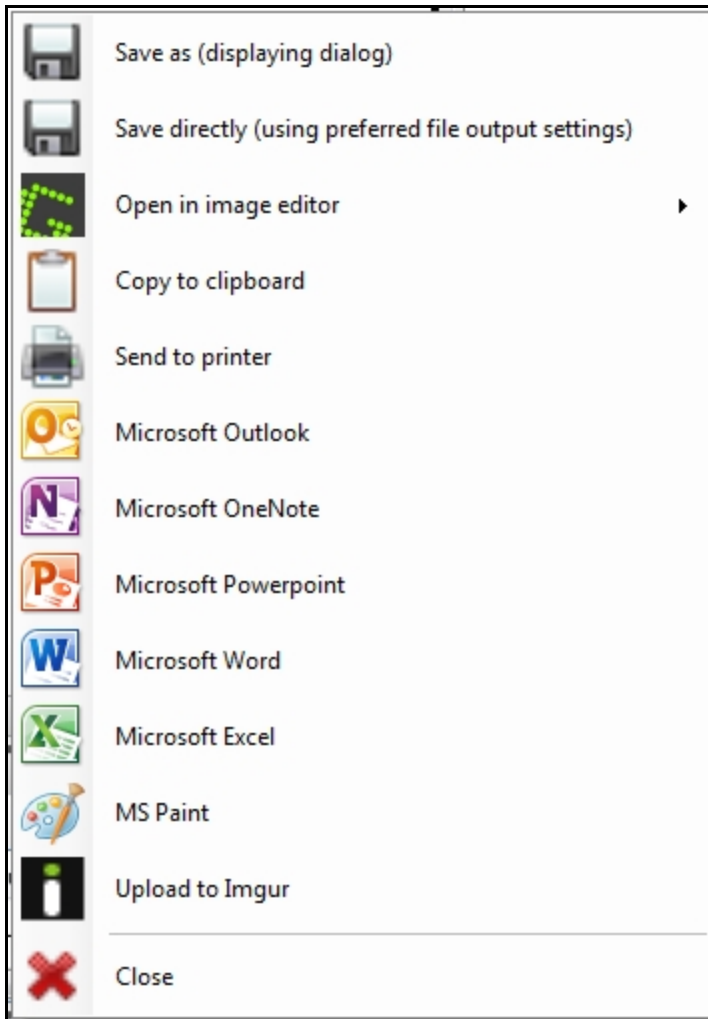 Save as (displaying dialog)
Save directly (using preferred file output settings)
Open in image editor
Copy to clipboard
Send to printer
Microsoft Outlook
Microsoft OneNote
Microsoft Powerpoint
Microsoft Word
Microsoft Excel
MS Paint
Upload to Imgur
Close